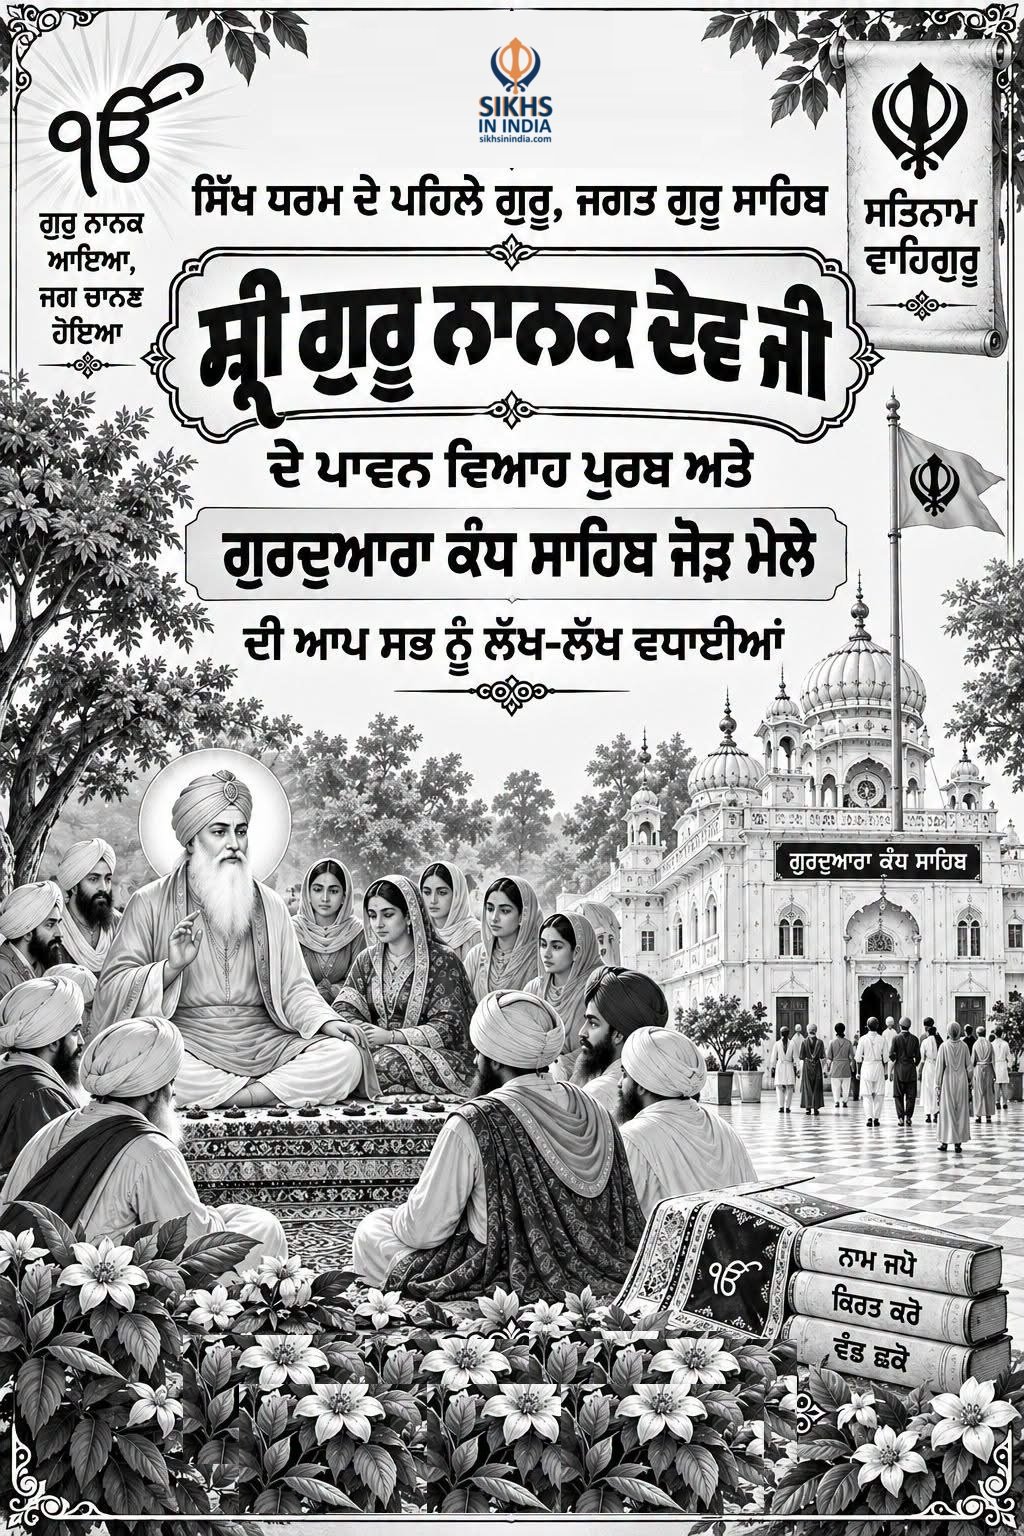 ੴ
ਗੁਰੂ ਨਾਨਕ
ਆਇਆ,
ਜਗ ਚਾਨਣ
ਹੋਇਆ
SIKHS
IN INDIA
sikhsinindia.com
ਸਤਿਨਾਮ
ਵਾਹਿਗੁਰੂ
ਸਿੱਖ ਧਰਮ ਦੇ ਪਹਿਲੇ ਗੁਰੂ, ਜਗਤ ਗੁਰੂ ਸਾਹਿਬ
ਸ਼੍ਰੀ ਗੁਰੂ ਨਾਨਕ ਦੇਵ ਜੀ
ਦੇ ਪਾਵਨ ਵਿਆਹ ਪੁਰਬ ਅਤੇ
ਗੁਰਦੁਆਰਾ ਕੰਧ ਸਾਹਿਬ ਜੋੜ ਮੇਲੇ
ਦੀ ਆਪ ਸਭ ਨੂੰ ਲੱਖ-ਲੱਖ ਵਧਾਈਆਂ
ਗੁਰਦੁਆਰਾ ਕੰਧ ਸਾਹਿਬ
ੴ
ਨਾਮ ਜਪੋ
ਕਿਰਤ ਕਰੋ
ਵੰਡ ਛਕੋ